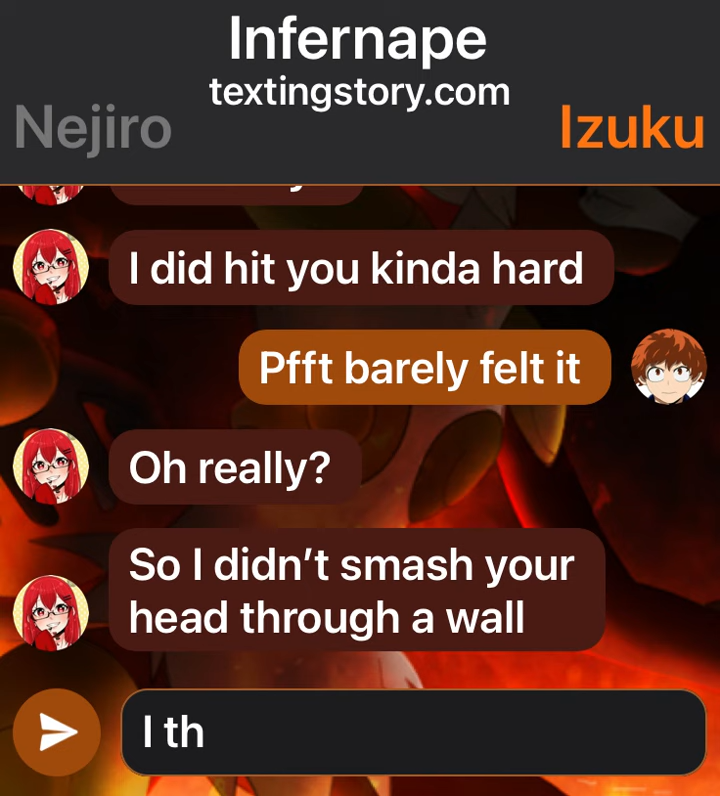 Infernape
textingstory.com
Nejiro
Izuku
I did hit you kinda hard
Pfft barely felt it
Oh really?
So I didn't smash your
head through a wall
I th